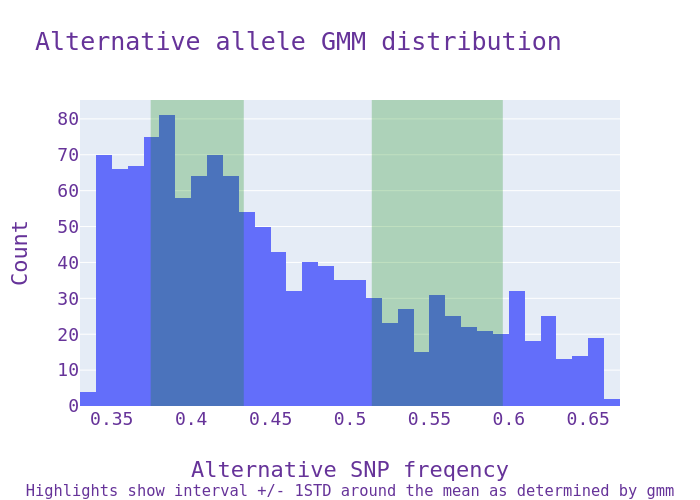 Alternative allele GMM distribution
Count
80
70
60
50
40
30
20
10
0
0.35 0.4 0.45 0.5 0.55 0.6 0.65
Alternative SNP freqency
Highlights show interval +/- 1STD around the mean as determined by gmm